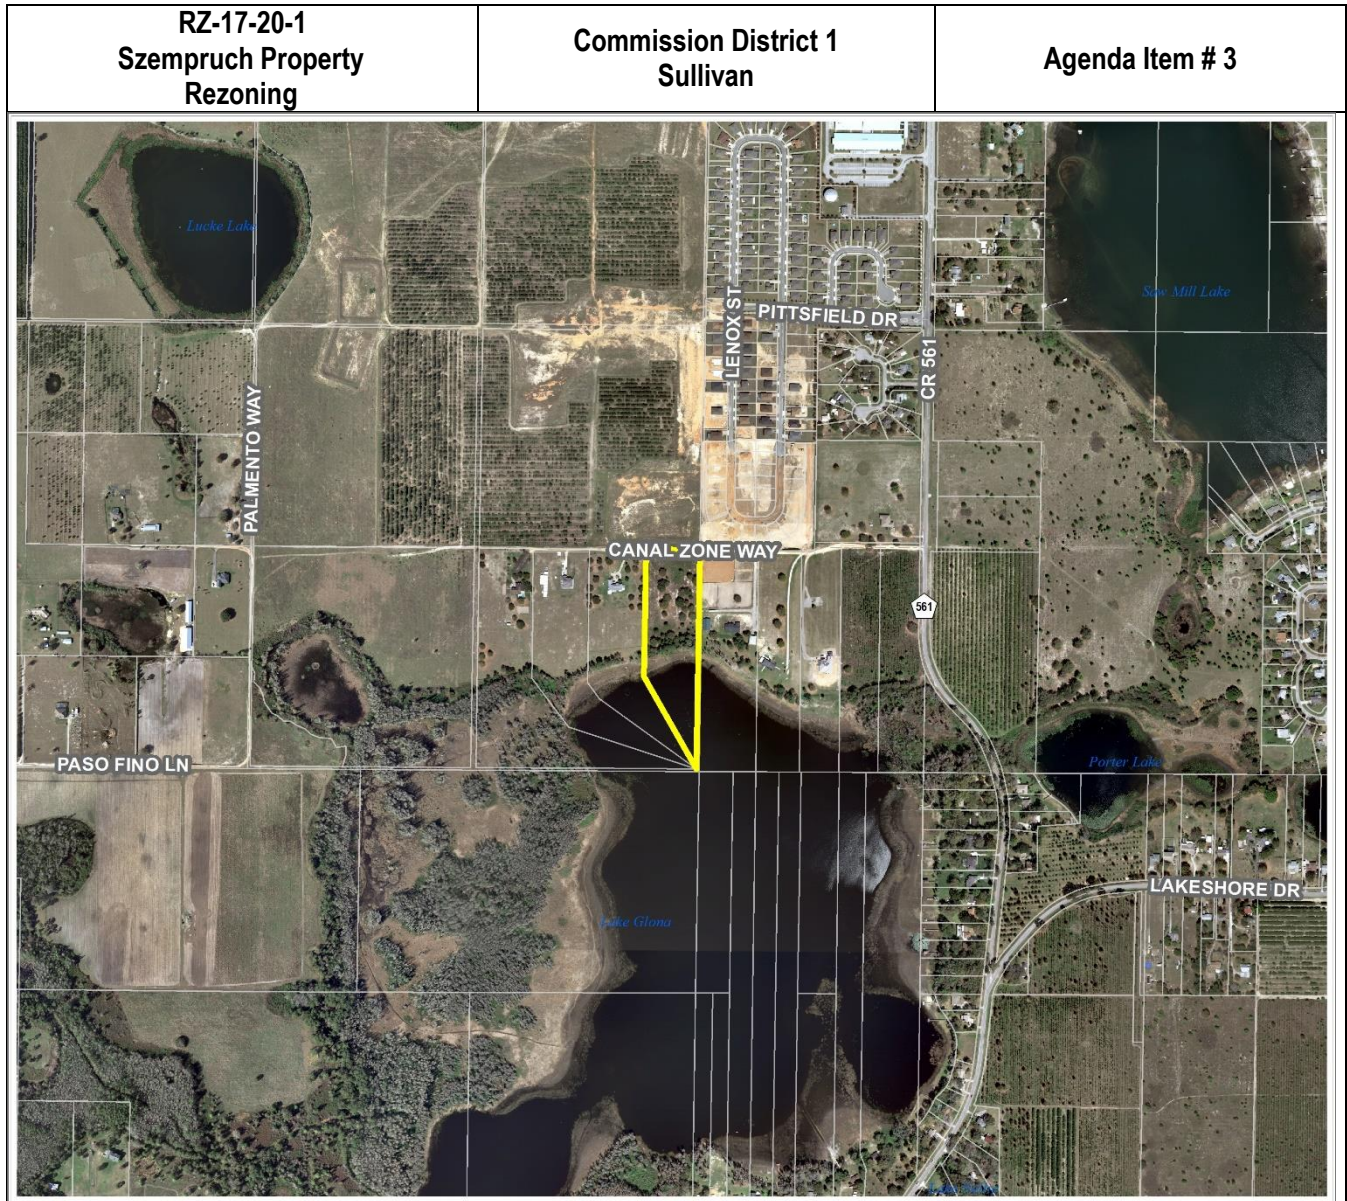 RZ-17-20-1
Szempruch Property
Rezoning
Commission District 1
Sullivan
Agenda Item # 3
Lucke Lake
Saw Mill Lake
LENOX ST
PITTSFIELD DR
CR 561
PALMENTO WAY
CANAL ZONE WAY
561
PASO FINO LN
Porter Lake
LAKESHORE DR
Lake Glona